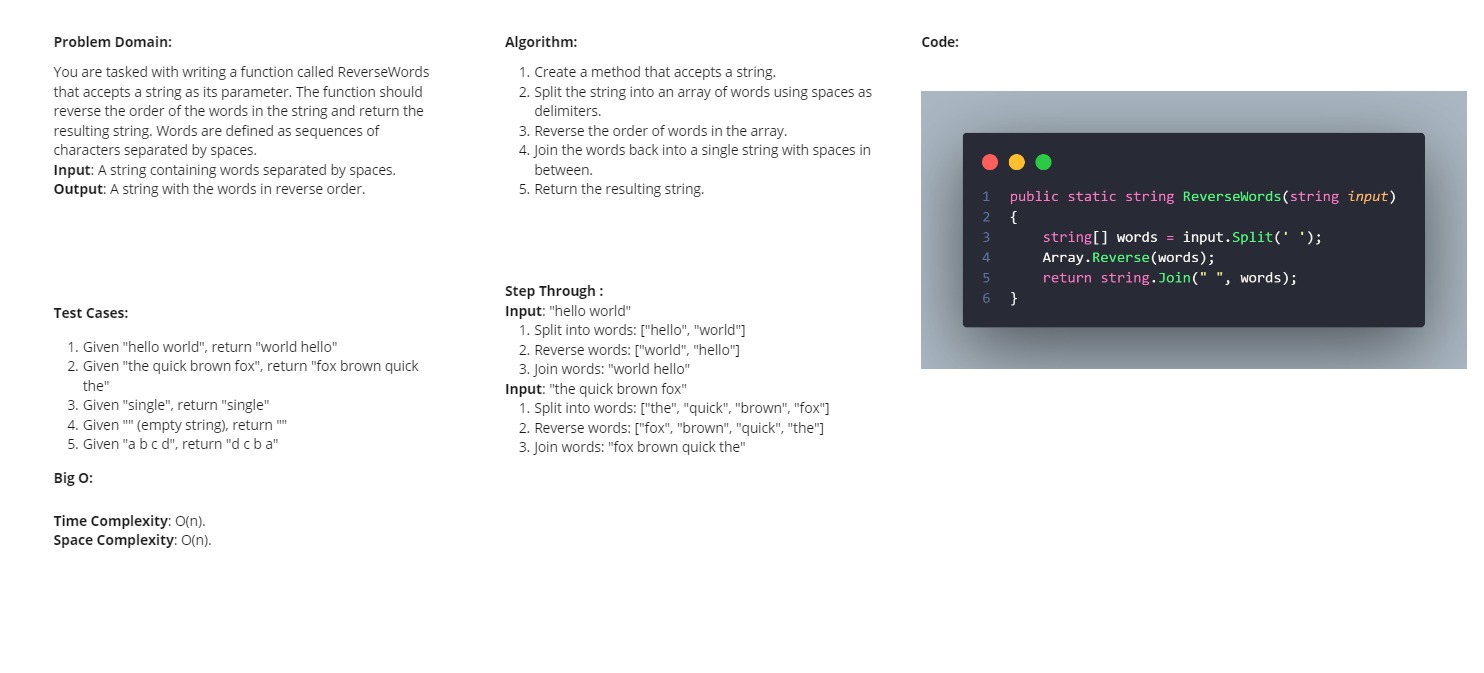 Problem Domain:
You are tasked with writing a function called ReverseWords
that accepts a string as its parameter. The function should
reverse the order of the words in the string and return the
resulting string. Words are defined as sequences of
characters separated by spaces.
Input: A string containing words separated by spaces.
Output: A string with the words in reverse order.
Test Cases:
1. Given "hello world", return "world hello"
2. Given "the quick brown fox", return "fox brown quick
the"
3. Given "single", return "single"
4. Given "" (empty string), return ""
5. Given "a b c d", return "d c b a"
Big O:
Time Complexity: O(n).
Space Complexity: O(n).
Algorithm:
1. Create a method that accepts a string.
2. Split the string into an array of words using spaces as
delimiters.
3. Reverse the order of words in the array.
4. Join the words back into a single string with spaces in
between.
5. Return the resulting string.
Step Through :
Input: "hello world"
1. Split into words: ["hello", "world"]
2. Reverse words: ["world", "hello"]
3. Join words: "world hello"
Input: "the quick brown fox"
1. Split into words: ["the", "quick", "brown", "fox"]
2. Reverse words: ["fox", "brown", "quick", "the"]
3. Join words: "fox brown quick the"
Code:
1 public static string ReverseWords(string input)
2 {
3     string[] words = input.Split(' ');
4     Array.Reverse(words);
5     return string.Join(" ", words);
6 }